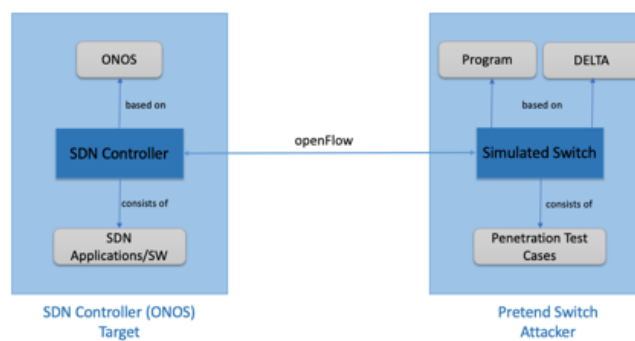 ONOS
based on
SDN Controller
consists of
SDN
Applications/SW
SDN Controller (ONOS)
Target
openFlow
Program
DELTA
based on
Simulated Switch
consists of
Penetration Test
Cases
Pretend Switch
Attacker